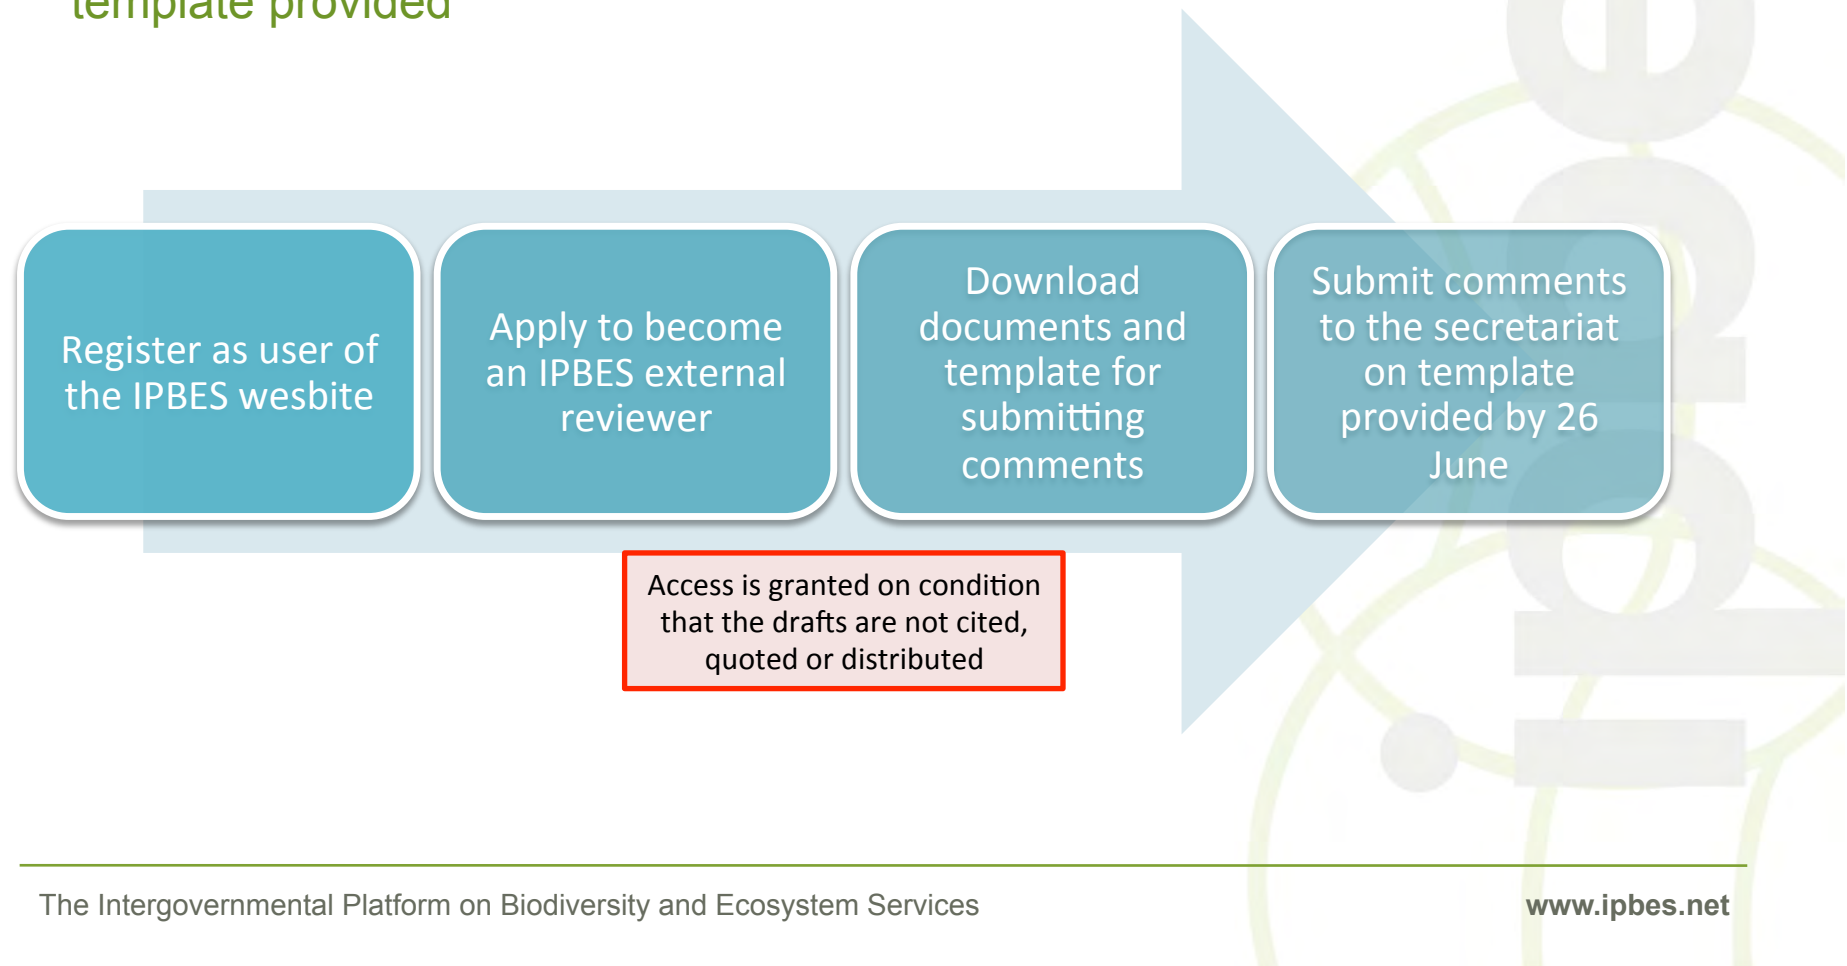 template provided
Register as user of
the IPBES wesbite
Apply to become
an IPBES external
reviewer
Download
documents and
template for
submitting
comments
Submit comments
to the secretariat
on template
provided by 26
June
Access is granted on condition
that the drafts are not cited,
quoted or distributed
ipbes
The Intergovernmental Platform on Biodiversity and Ecosystem Services
www.ipbes.net